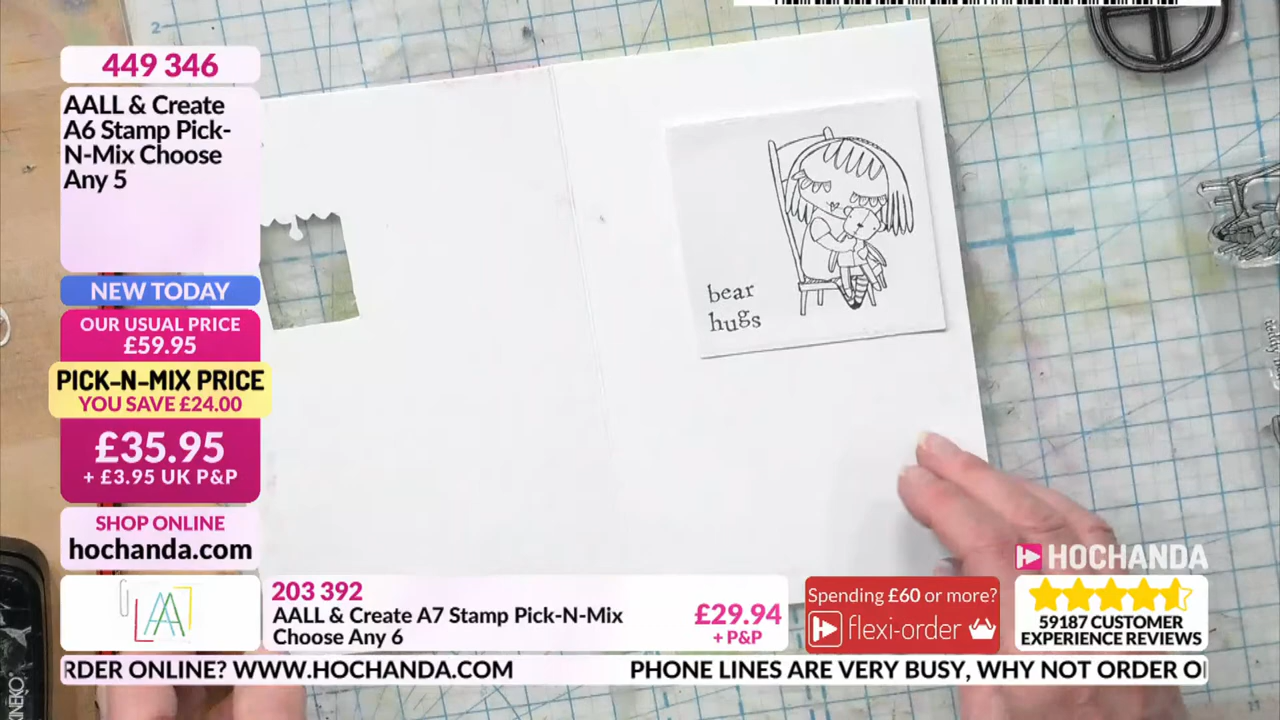 449 346
AALL & Create
A6 Stamp Pick-
N-Mix Choose
Any 5
NEW TODAY
OUR USUAL PRICE
£59.95
PICK-N-MIX PRICE
YOU SAVE £24.00
£35.95
+ £3.95 UK P&P
SHOP ONLINE
hochanda.com
bear
hugs
HOCHANDA
LAA
203 392
AALL & Create A7 Stamp Pick-N-Mix
Choose Any 6
£29.94
+ P&P
Spending £60 or more?
flexi-order
59187 CUSTOMER
EXPERIENCE REVIEWS
RDER ONLINE? WWW.HOCHANDA.COM
PHONE LINES ARE VERY BUSY, WHY NOT ORDER O
2
11